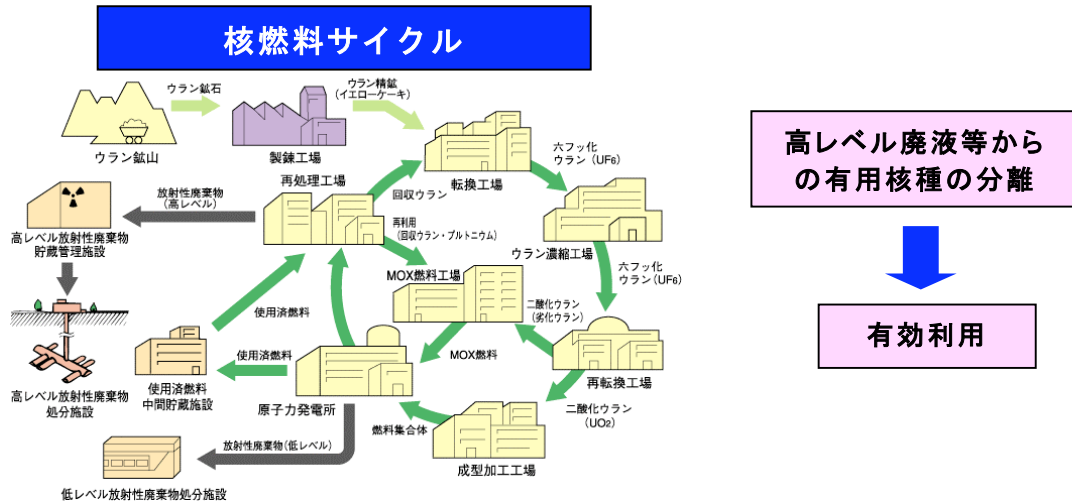 核燃料サイクル
ウラン鉱石
ウラン精鉱
(イエローケーキ)
ウラン鉱山
製錬工場
転換工場
六フッ化
ウラン(UF6)
再処理工場
回収ウラン
放射性廃棄物
(高レベル)
再利用
(回収ウラン・プルトニウム)
高レベル放射性廃棄物
貯蔵管理施設
ウラン濃縮工場
MOX燃料工場
六フッ化
ウラン(UF6)
二酸化ウラン
(劣化ウラン)
使用済燃料
使用済燃料
MOX燃料
再転換工場
高レベル放射性廃棄物
処分施設
使用済燃料
中間貯蔵施設
原子力発電所
二酸化ウラン
(UO2)
燃料集合体
放射性廃棄物(低レベル)
成型加工工場
低レベル放射性廃棄物処分施設
高レベル廃液等から
の有用核種の分離
有効利用